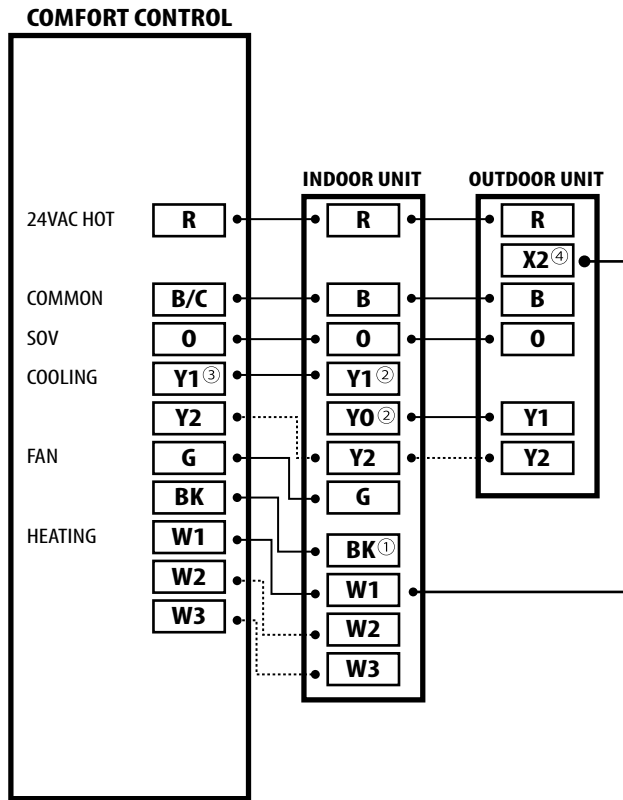 COMFORT CONTROL
INDOOR UNIT OUTDOOR UNIT
24VAC HOT R R R
X2④
COMMON B/C B B
SOV O O O
COOLING Y1③ Y1②
Y2 YO② Y1
FAN G Y2 Y2
BK G
HEATING W1 BK①
W2 W1
W3 W2
W3